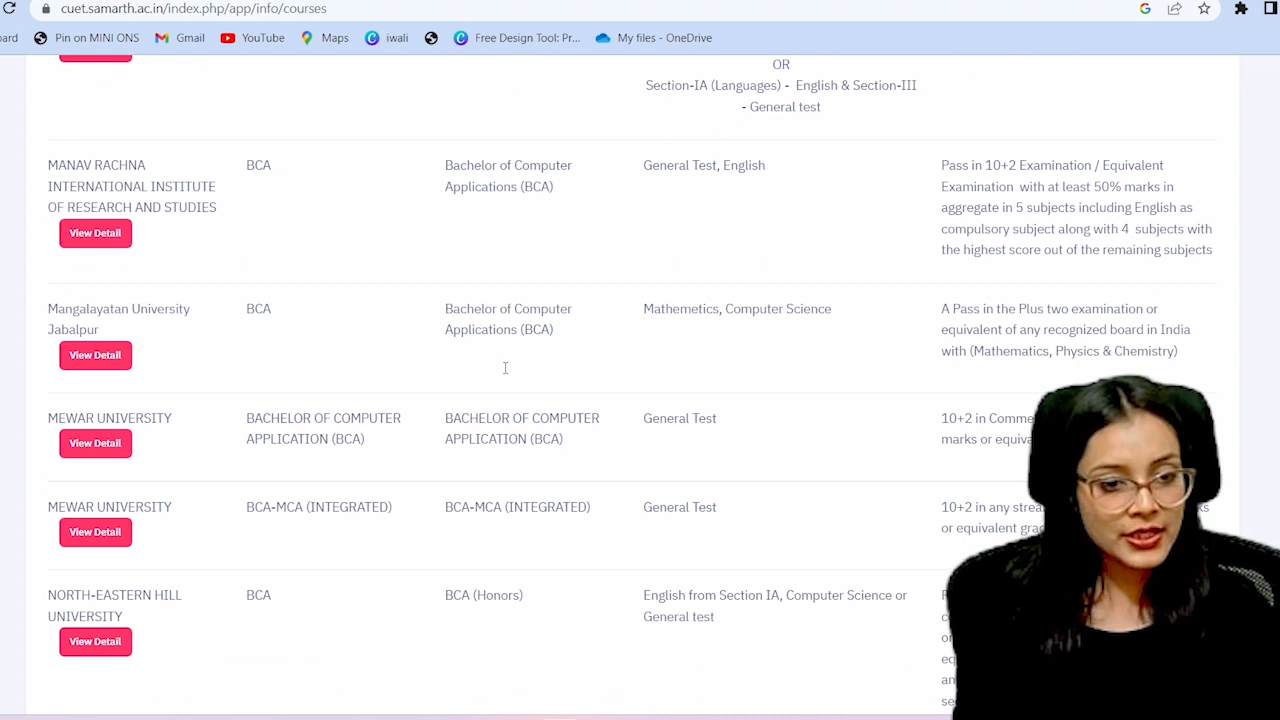 cuet.samarth.ac.in/index.php/app/info/courses
Pin on MINI ONS
Gmail
YouTube
Maps
iwali
Free Design Tool: Pr...
My files - OneDrive
OR
Section-IA (Languages) - English & Section-III
- General test
MANAV RACHNA
INTERNATIONAL INSTITUTE
OF RESEARCH AND STUDIES
View Detail
BCA
Bachelor of Computer
Applications (BCA)
General Test, English
Pass in 10+2 Examination / Equivalent
Examination with at least 50% marks in
aggregate in 5 subjects including English as
compulsory subject along with 4 subjects with
the highest score out of the remaining subjects
Mangalayatan University
Jabalpur
View Detail
BCA
Bachelor of Computer
Applications (BCA)
Mathemetics, Computer Science
A Pass in the Plus two examination or
equivalent of any recognized board in India
with (Mathematics, Physics & Chemistry)
MEWAR UNIVERSITY
View Detail
BACHELOR OF COMPUTER
APPLICATION (BCA)
BACHELOR OF COMPUTER
APPLICATION (BCA)
General Test
10+2 in
marks or
MEWAR UNIVERSITY
View Detail
BCA-MCA (INTEGRATED)
BCA-MCA (INTEGRATED)
General Test
10+2 in any
or equivalent
NORTH-EASTERN HILL
UNIVERSITY
View Detail
BCA
BCA (Honors)
English from Section IA, Computer Science or
General test